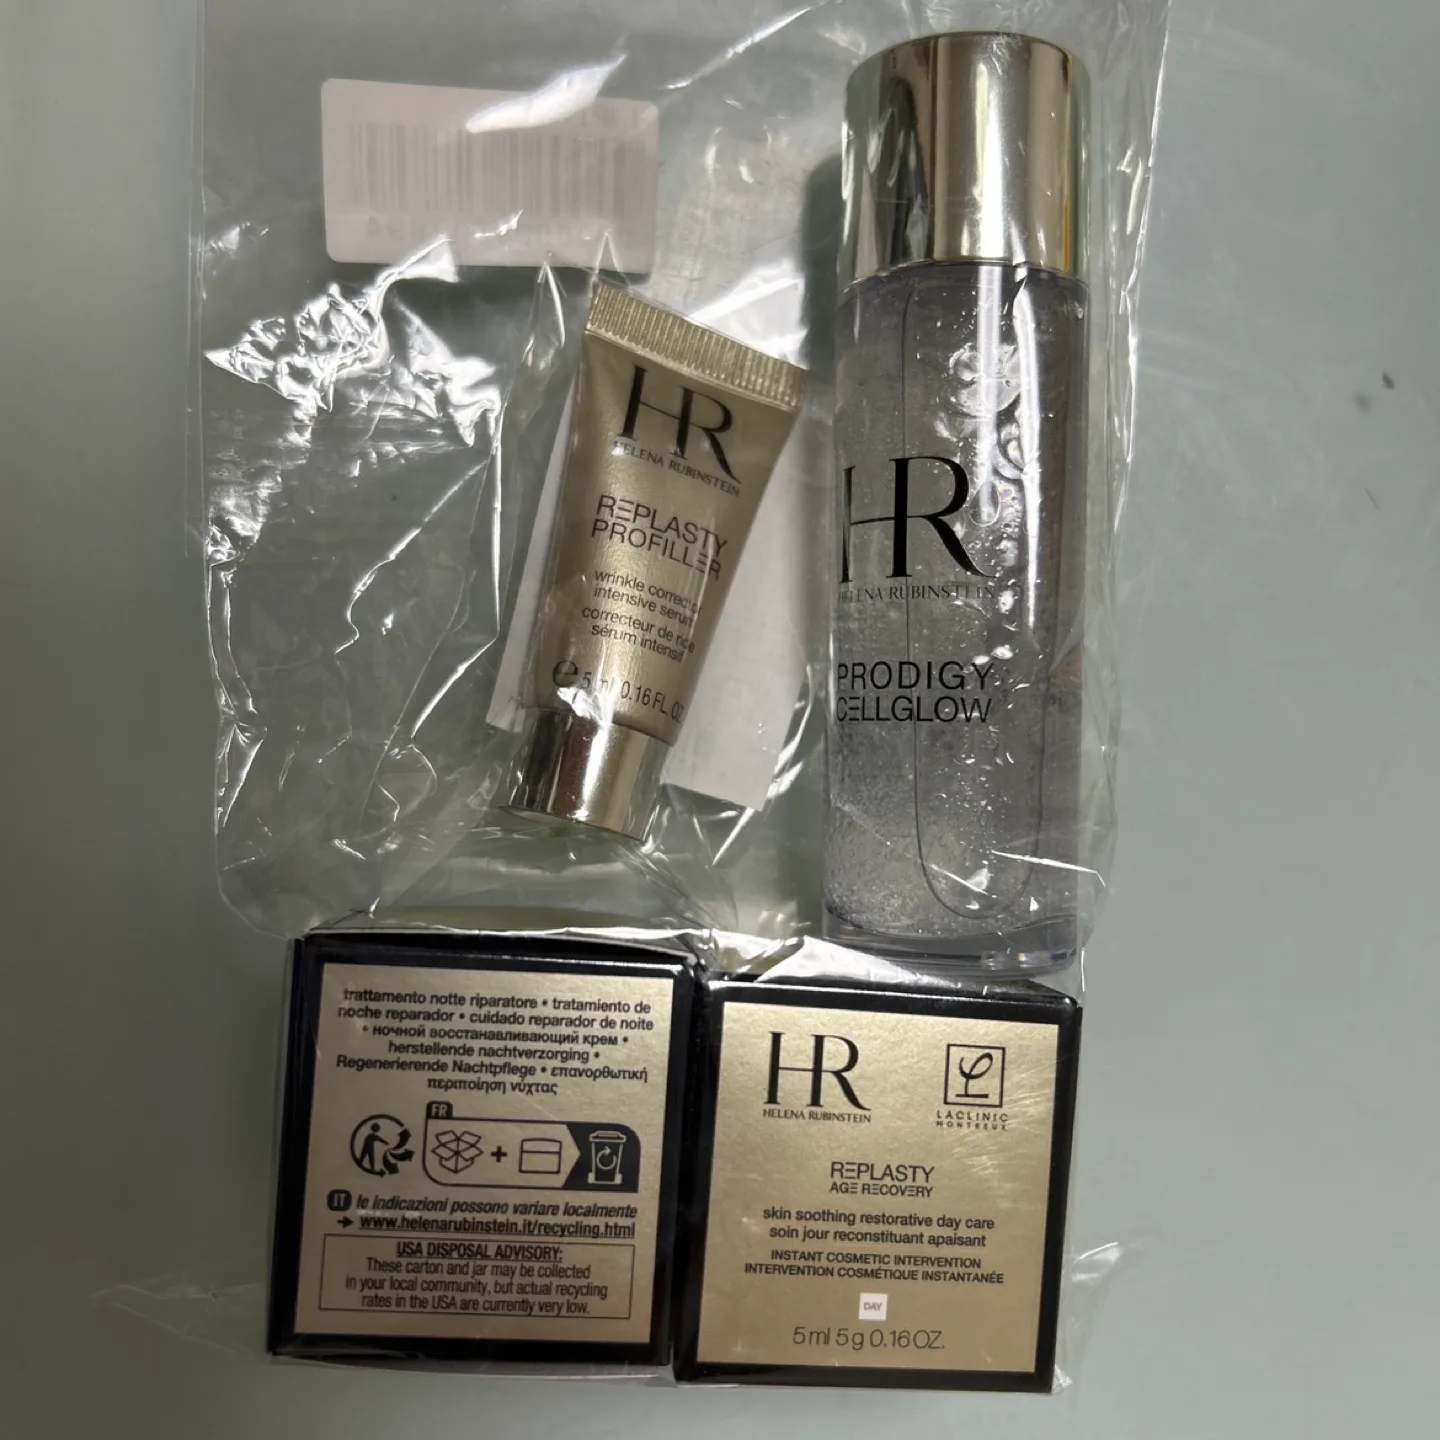 HR
HELENA RUBINSTEIN
REPLASTY
PROFILLER
wrinkle corrector
intensive serum
correcteur de ride
sérum intensif
e 5 ml 0.16 FL. OZ.
HR
HELENA RUBINSTEIN
PRODIGY
CELLGLOW
trattamento notte riparatore • tratamiento de
noche reparador • cuidado reparador de noite
• ночной восстанавливающий крем •
herstellende nachtverzorging •
Regenerierende Nachtpflege • επανορθωτική
περιποίηση νύχτας
FR
+
IT le indicazioni possono variare localmente
➔ www.helenarubinstein.it/recycling.html
USA DISPOSAL ADVISORY:
These carton and jar may be collected
in your local community, but actual recycling
rates in the USA are currently very low.
HR
HELENA RUBINSTEIN
LACLINIC
MONTREUX
REPLASTY
AGE RECOVERY
skin soothing restorative day care
soin jour reconstituant apaisant
INSTANT COSMETIC INTERVENTION
INTERVENTION COSMÉTIQUE INSTANTANÉE
DAY
5 ml 5 g 0.16 OZ.